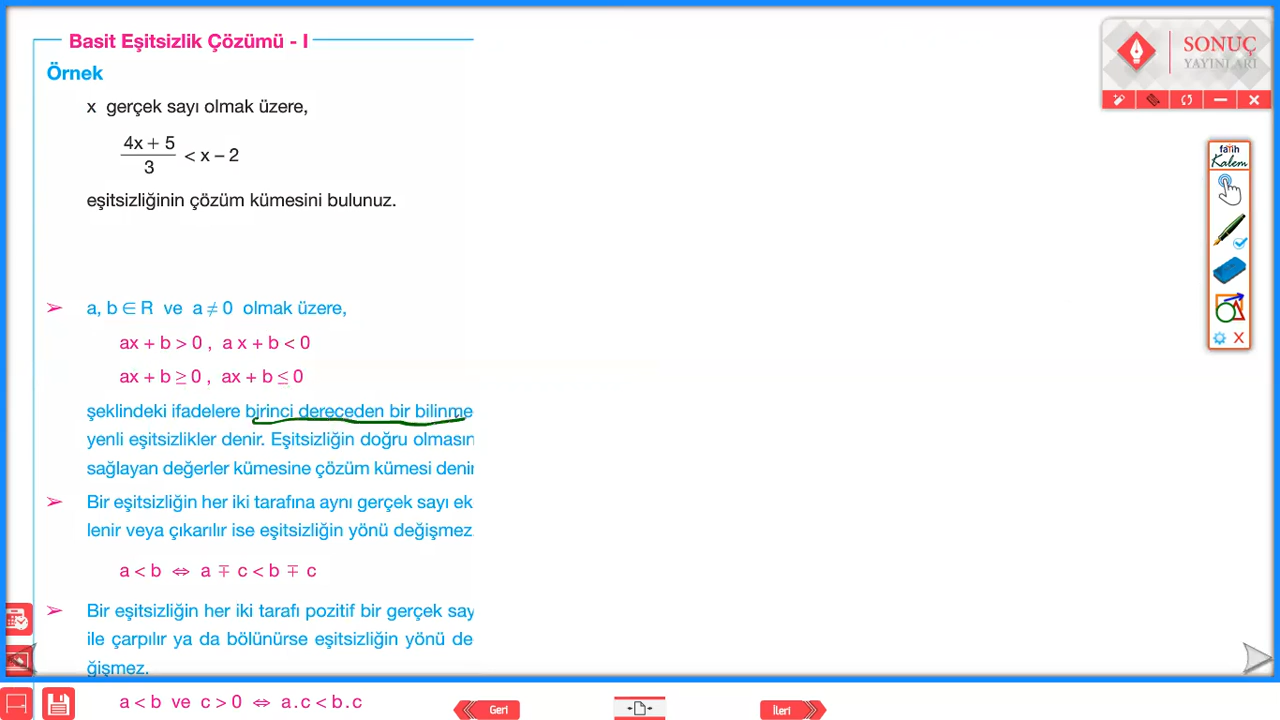 Basit Eşitsizlik Çözümü - I
Örnek
x gerçek sayı olmak üzere,
4x + 5
3
< x – 2
eşitsizliğinin çözüm kümesini bulunuz.
➢ a, b ∈ R ve a ≠ 0 olmak üzere,
ax + b > 0 , a x + b < 0
ax + b ≥ 0 , ax + b ≤ 0
şeklindeki ifadelere birinci dereceden bir bilinme
yenli eşitsizlikler denir. Eşitsizliğin doğru olmasın
sağlayan değerler kümesine çözüm kümesi denir
➢ Bir eşitsizliğin her iki tarafına aynı gerçek sayı ek
lenir veya çıkarılır ise eşitsizliğin yönü değişmez
a < b ⇔ a ∓ c < b ∓ c
➢ Bir eşitsizliğin her iki tarafı pozitif bir gerçek say
ile çarpılır ya da bölünürse eşitsizliğin yönü de
ğişmez.
a < b ve c > 0 ⇔ a.c < b.c
SONUÇ
YAYINLARI
fatih
Kalem
Geri
İleri